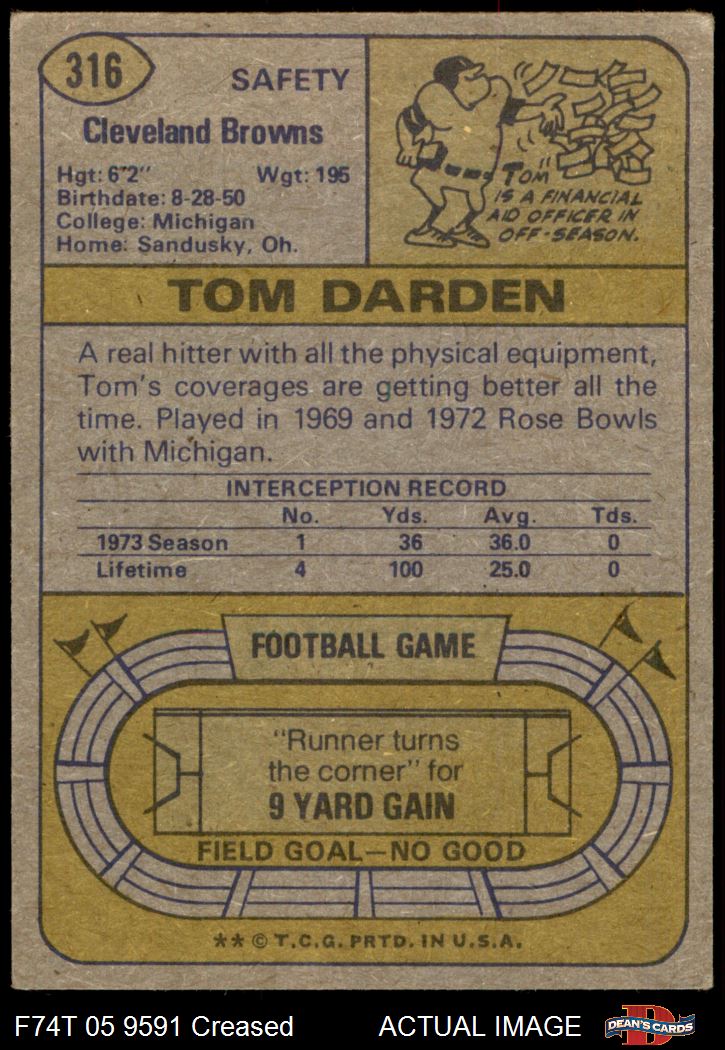 316
SAFETY
Cleveland Browns
Hgt: 6'2" Wgt: 195
Birthdate: 8-28-50
College: Michigan
Home: Sandusky, Oh.
TOM
IS A FINANCIAL
AID OFFICER IN
OFF-SEASON.
TOM DARDEN
A real hitter with all the physical equipment,
Tom's coverages are getting better all the
time. Played in 1969 and 1972 Rose Bowls
with Michigan.
INTERCEPTION RECORD
No. Yds. Avg. Tds.
1973 Season 1 36 36.0 0
Lifetime 4 100 25.0 0
FOOTBALL GAME
"Runner turns
the corner" for
9 YARD GAIN
FIELD GOAL—NO GOOD
** © T.C.G. PRTD. IN U.S.A.
F74T 05 9591 Creased ACTUAL IMAGE
DEAN'S CARDS